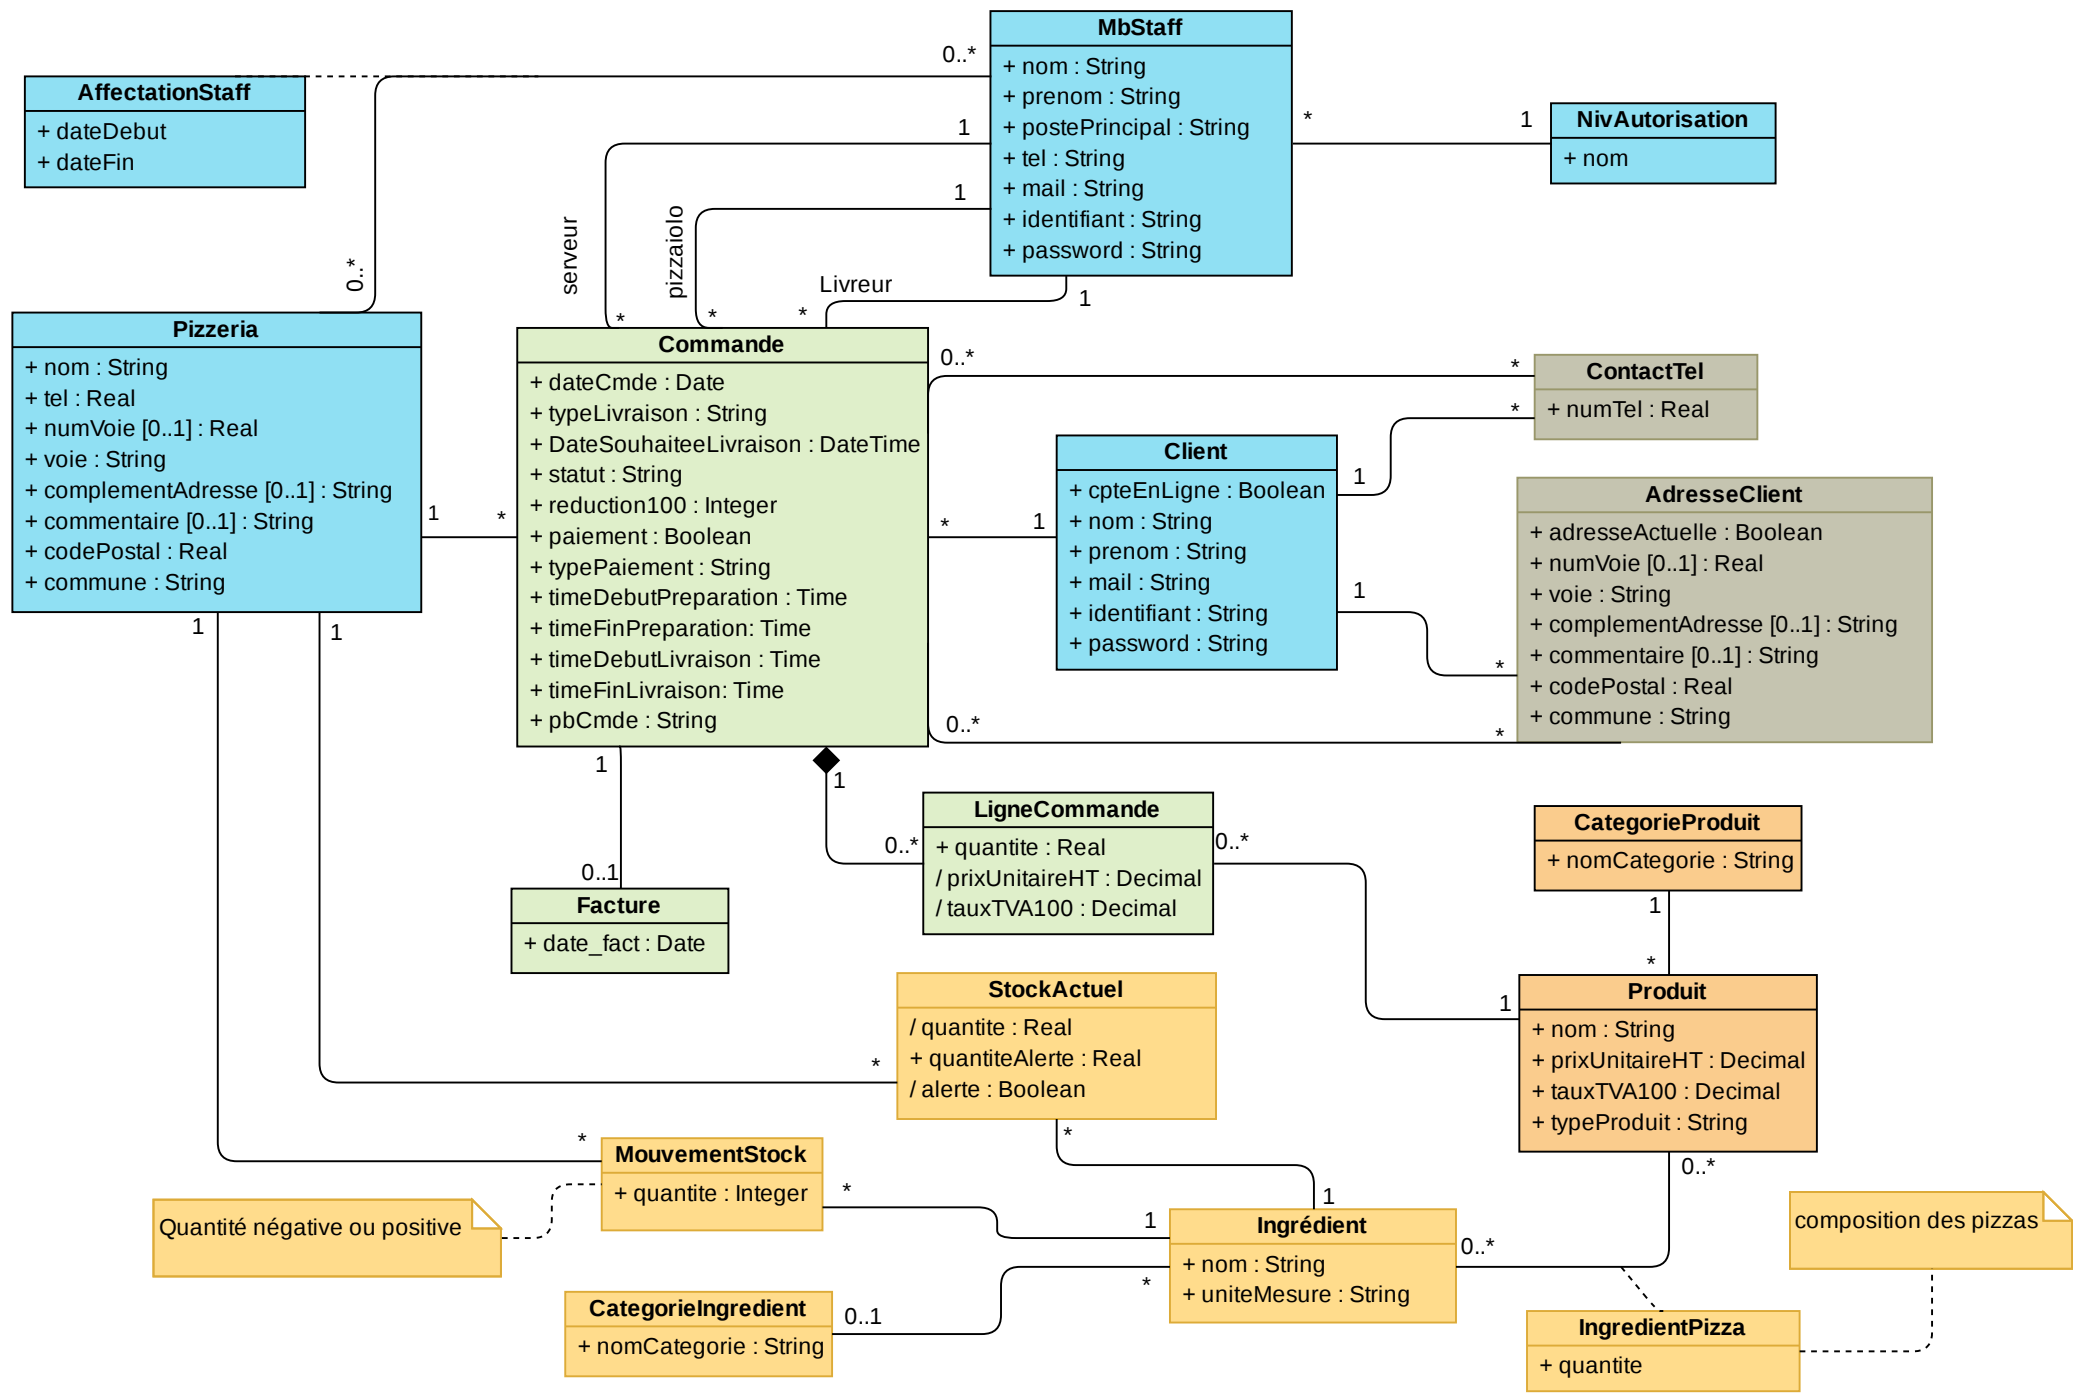 MbStaff
+ nom : String
+ prenom : String
+ postePrincipal : String
+ tel : String
+ mail : String
+ identifiant : String
+ password : String
0..*
AffectationStaff
+ dateDebut
+ dateFin
0..*
1
serveur
*
1
pizzaiolo
*
Livreur
*
1
*
1
NivAutorisation
+ nom
Pizzeria
+ nom : String
+ tel : Real
+ numVoie [0..1] : Real
+ voie : String
+ complementAdresse [0..1] : String
+ commentaire [0..1] : String
+ codePostal : Real
+ commune : String
1
*
1
1
Commande
+ dateCmde : Date
+ typeLivraison : String
+ DateSouhaiteeLivraison : DateTime
+ statut : String
+ reduction100 : Integer
+ paiement : Boolean
+ typePaiement : String
+ timeDebutPreparation : Time
+ timeFinPreparation: Time
+ timeDebutLivraison : Time
+ timeFinLivraison: Time
+ pbCmde : String
0..*
*
ContactTel
+ numTel : Real
*
1
*
1
Client
+ cpteEnLigne : Boolean
+ nom : String
+ prenom : String
+ mail : String
+ identifiant : String
+ password : String
1
*
AdresseClient
+ adresseActuelle : Boolean
+ numVoie [0..1] : Real
+ voie : String
+ complementAdresse [0..1] : String
+ commentaire [0..1] : String
+ codePostal : Real
+ commune : String
0..*
*
1
0..1
Facture
+ date_fact : Date
1
0..*
LigneCommande
+ quantite : Real
/ prixUnitaireHT : Decimal
/ tauxTVA100 : Decimal
0..*
1
CategorieProduit
+ nomCategorie : String
1
*
Produit
+ nom : String
+ prixUnitaireHT : Decimal
+ tauxTVA100 : Decimal
+ typeProduit : String
0..*
StockActuel
/ quantite : Real
+ quantiteAlerte : Real
/ alerte : Boolean
*
*
1
*
MouvementStock
+ quantite : Integer
*
1
Quantité négative ou positive
Ingrédient
+ nom : String
+ uniteMesure : String
0..*
*
0..1
CategorieIngredient
+ nomCategorie : String
composition des pizzas
IngredientPizza
+ quantite